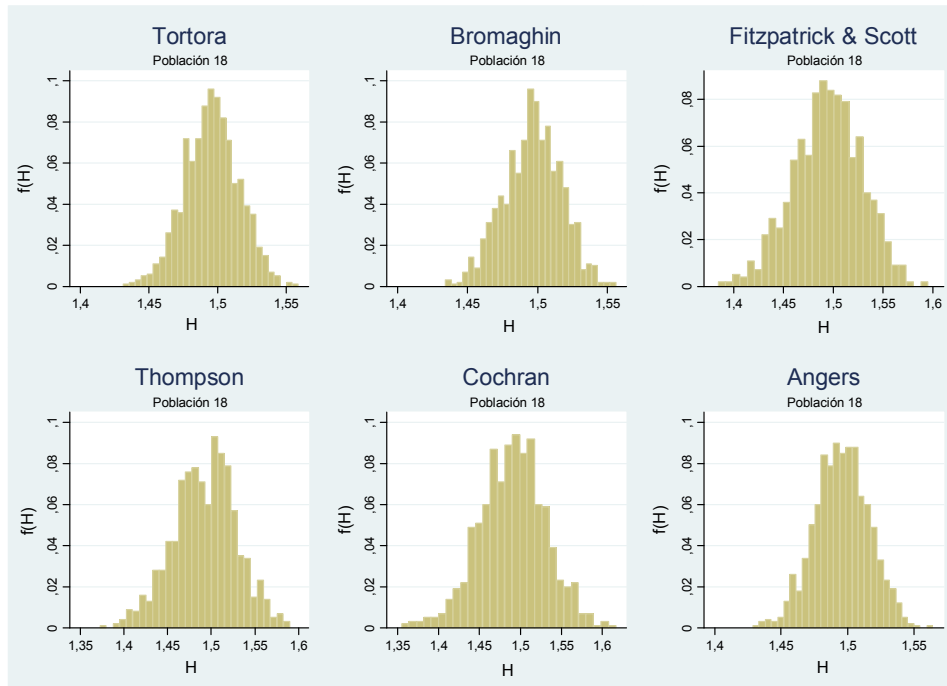 Tortora
Población 18
f(H)
0 ,02 ,04 ,06 ,08 ,1
1,4 1,45 1,5 1,55
H
Bromaghin
Población 18
f(H)
0 ,02 ,04 ,06 ,08 ,1
1,4 1,45 1,5 1,55
H
Fitzpatrick & Scott
Población 18
f(H)
0 ,02 ,04 ,06 ,08
1,4 1,45 1,5 1,55 1,6
H
Thompson
Población 18
f(H)
0 ,02 ,04 ,06 ,08 ,1
1,35 1,4 1,45 1,5 1,55 1,6
H
Cochran
Población 18
f(H)
0 ,02 ,04 ,06 ,08 ,1
1,35 1,4 1,45 1,5 1,55 1,6
H
Angers
Población 18
f(H)
0 ,02 ,04 ,06 ,08 ,1
1,4 1,45 1,5 1,55
H